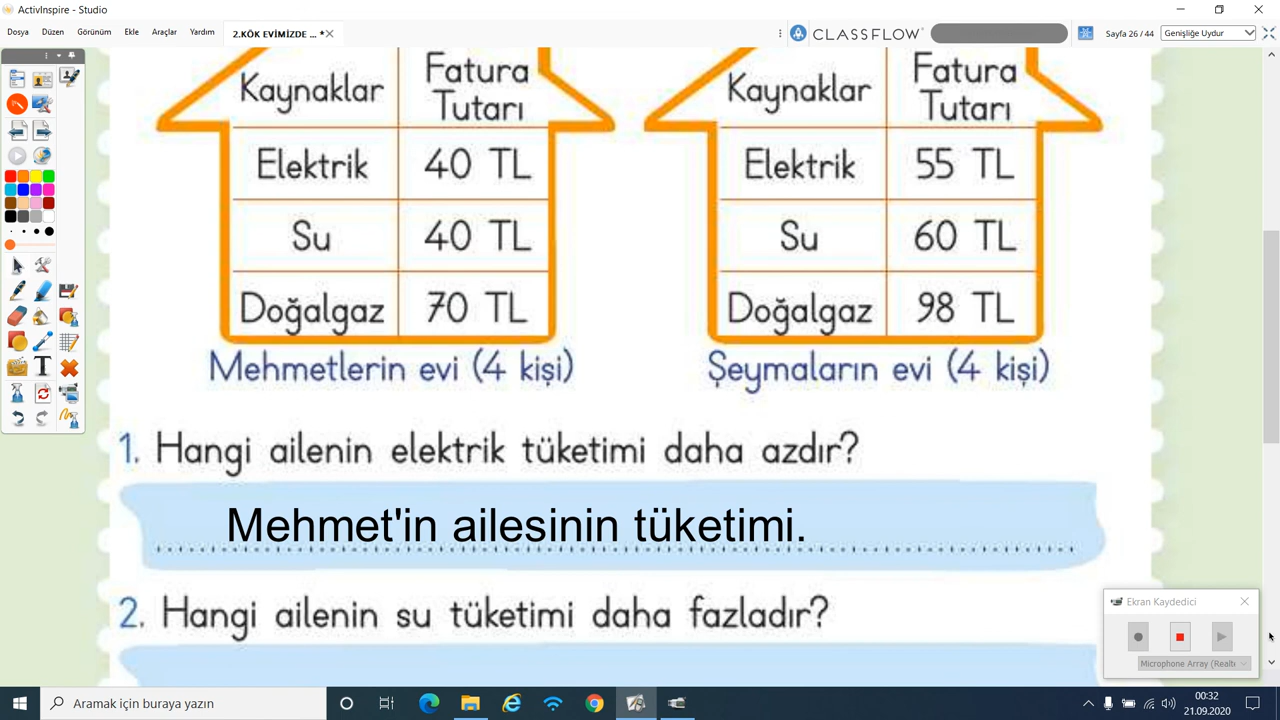 ActivInspire - Studio
Dosya Düzen Görünüm Ekle Araçlar Yardım
2.KÖK EVİMİZDE ... *
CLASSFLOW
Sayfa 26 / 44
Genişliğe Uydur
Kaynaklar Fatura Tutarı
Elektrik 40 TL
Su 40 TL
Doğalgaz 70 TL
Mehmetlerin evi (4 kişi)
Kaynaklar Fatura Tutarı
Elektrik 55 TL
Su 60 TL
Doğalgaz 98 TL
Şeymaların evi (4 kişi)
1. Hangi ailenin elektrik tüketimi daha azdır?
Mehmet'in ailesinin tüketimi.
2. Hangi ailenin su tüketimi daha fazladır?
Ekran Kaydedici
Microphone Array (Realte
Aramak için buraya yazın
00:32
21.09.2020